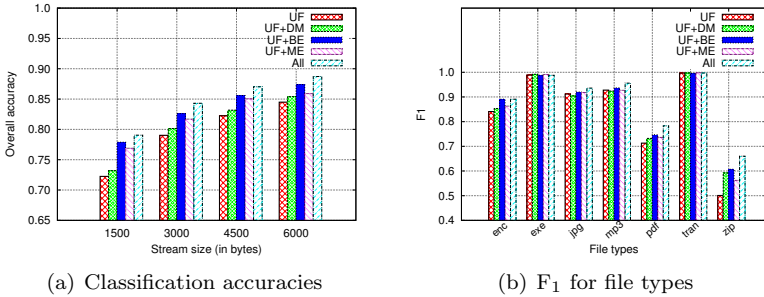 1.0
0.95
0.90
0.85
0.80
0.75
0.70
0.65
Overall accuracy
UF
UF+DM
UF+BE
UF+ME
All
1500 3000 4500 6000
Stream size (in bytes)
(a) Classification accuracies
1.0
0.9
0.8
0.7
0.6
0.5
0.4
F1
UF
UF+DM
UF+BE
UF+ME
All
enc exe jpg mp3 pdf tran zip
File types
(b) F₁ for file types